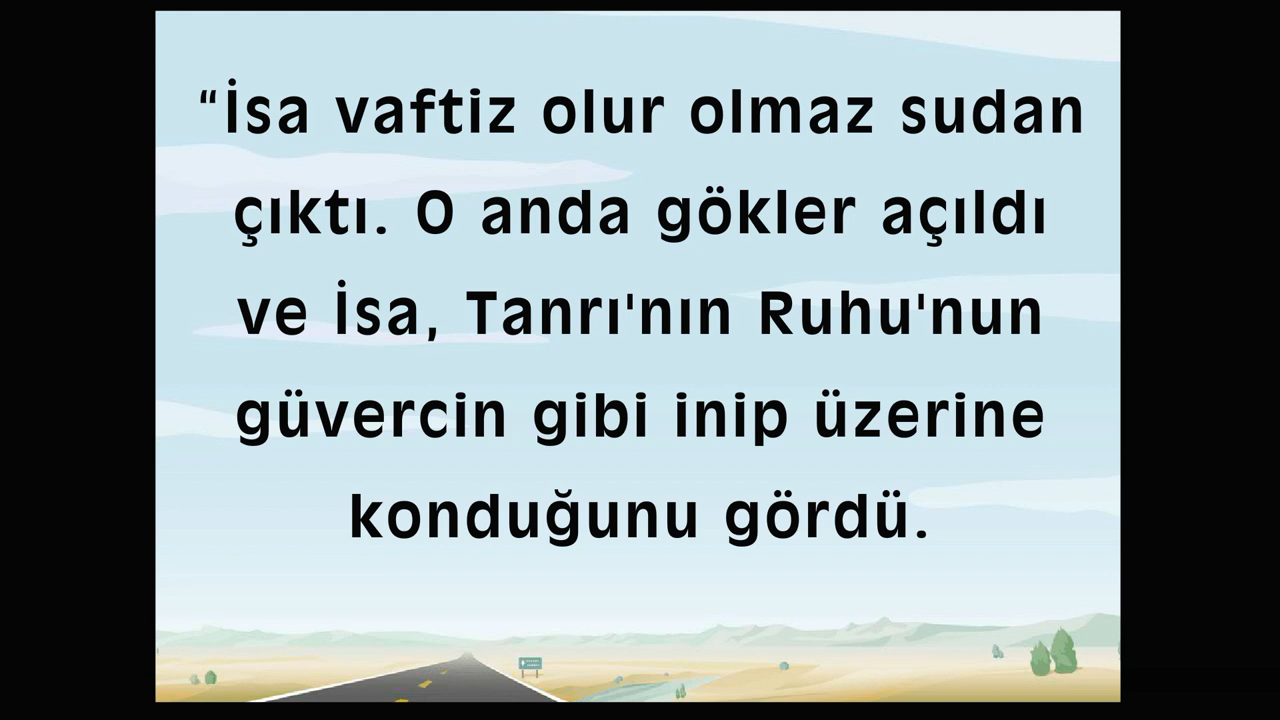 “İsa vaftiz olur olmaz sudan
çıktı. O anda gökler açıldı
ve İsa, Tanrı'nın Ruhu'nun
güvercin gibi inip üzerine
konduğunu gördü.